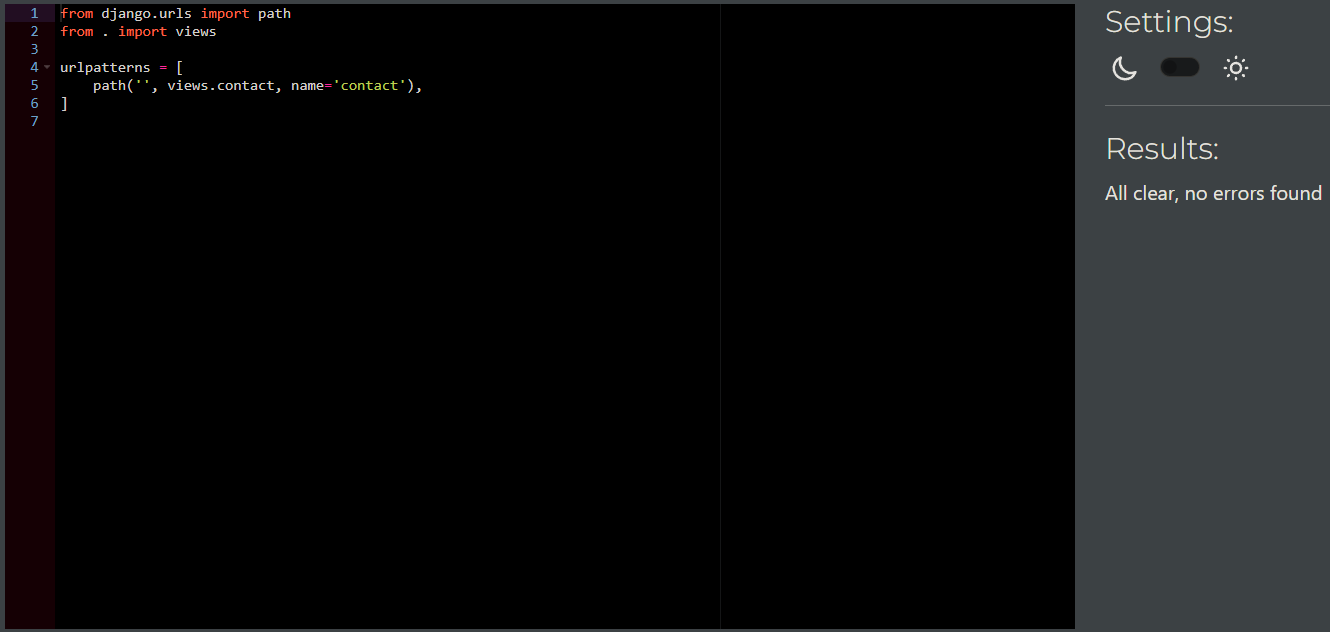 1 from django.urls import path
2 from . import views
3
4 urlpatterns = [
5     path('', views.contact, name='contact'),
6 ]
7
Settings:
Results:
All clear, no errors found